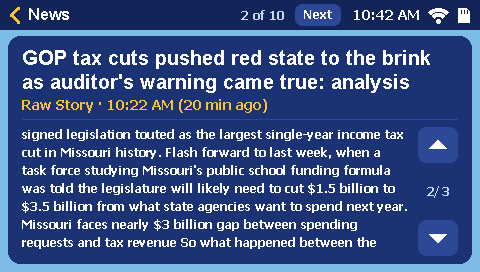 News
2 of 10
Next
10:42 AM
GOP tax cuts pushed red state to the brink
as auditor's warning came true: analysis
Raw Story · 10:22 AM (20 min ago)
signed legislation touted as the largest single-year income tax
cut in Missouri history. Flash forward to last week, when a
task force studying Missouri's public school funding formula
was told the legislature will likely need to cut $1.5 billion to
$3.5 billion from what state agencies want to spend next year.
Missouri faces nearly $3 billion gap between spending
requests and tax revenue So what happened between the
2/3